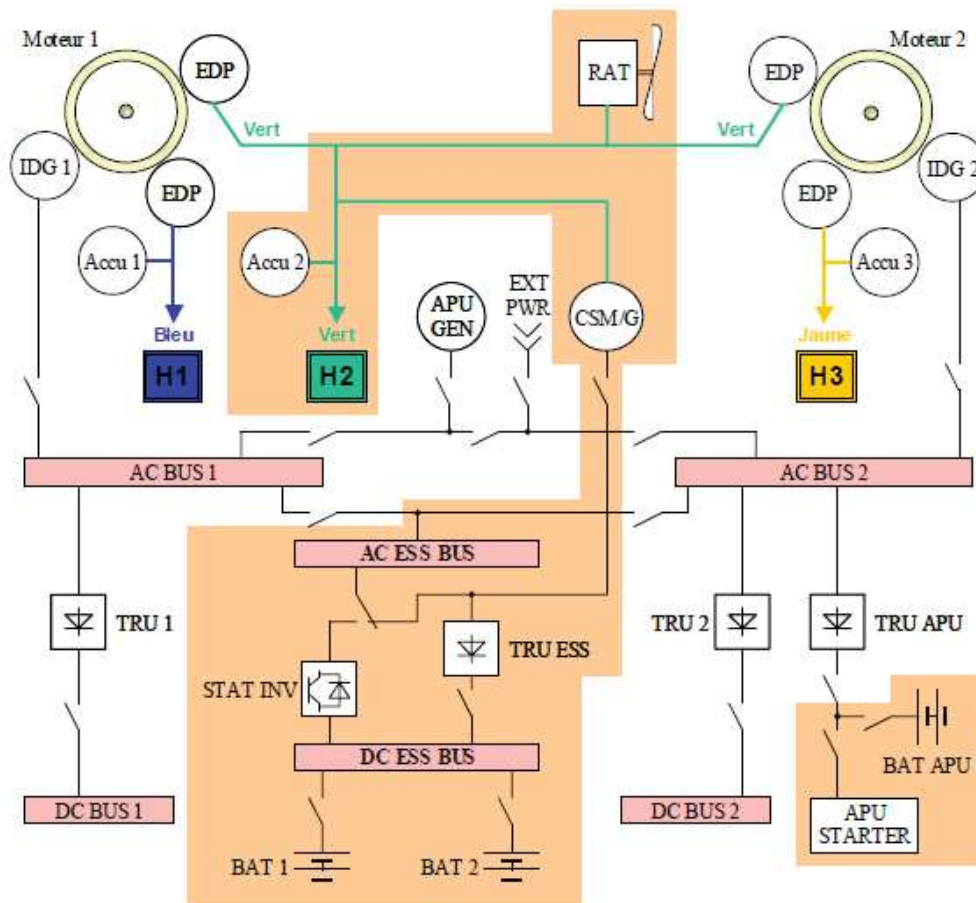 Moteur 1
Moteur 2
EDP
RAT
EDP
Vert
Vert
IDG 1
IDG 2
EDP
EDP
Accu 1
Accu 2
Accu 3
EXT
PWR
APU
GEN
CSM/G
Bleu
Vert
Jaune
H1
H2
H3
AC BUS 1
AC BUS 2
AC ESS BUS
TRU 1
TRU 2
TRU APU
TRU ESS
STAT INV
DC ESS BUS
BAT APU
DC BUS 1
DC BUS 2
APU
STARTER
BAT 1
BAT 2